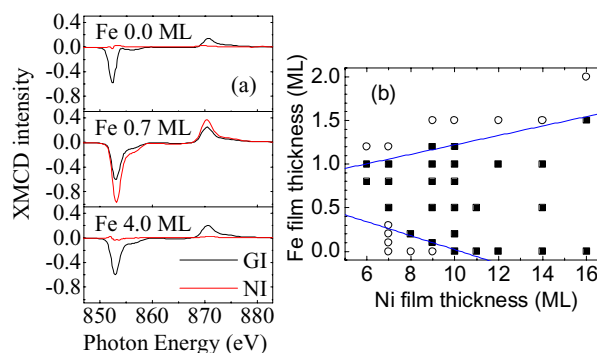 0.4
0.0
-0.4
-0.8
Fe 0.0 ML
(a)
0.4
0.0
-0.4
-0.8
Fe 0.7 ML
0.4
0.0
-0.4
-0.8
Fe 4.0 ML
GI
NI
850 860 870 880
Photon Energy (eV)
XMCD intensity
(b)
2.0
1.5
1.0
0.5
0.0
Fe film thickness (ML)
6 8 10 12 14 16
Ni film thickness (ML)